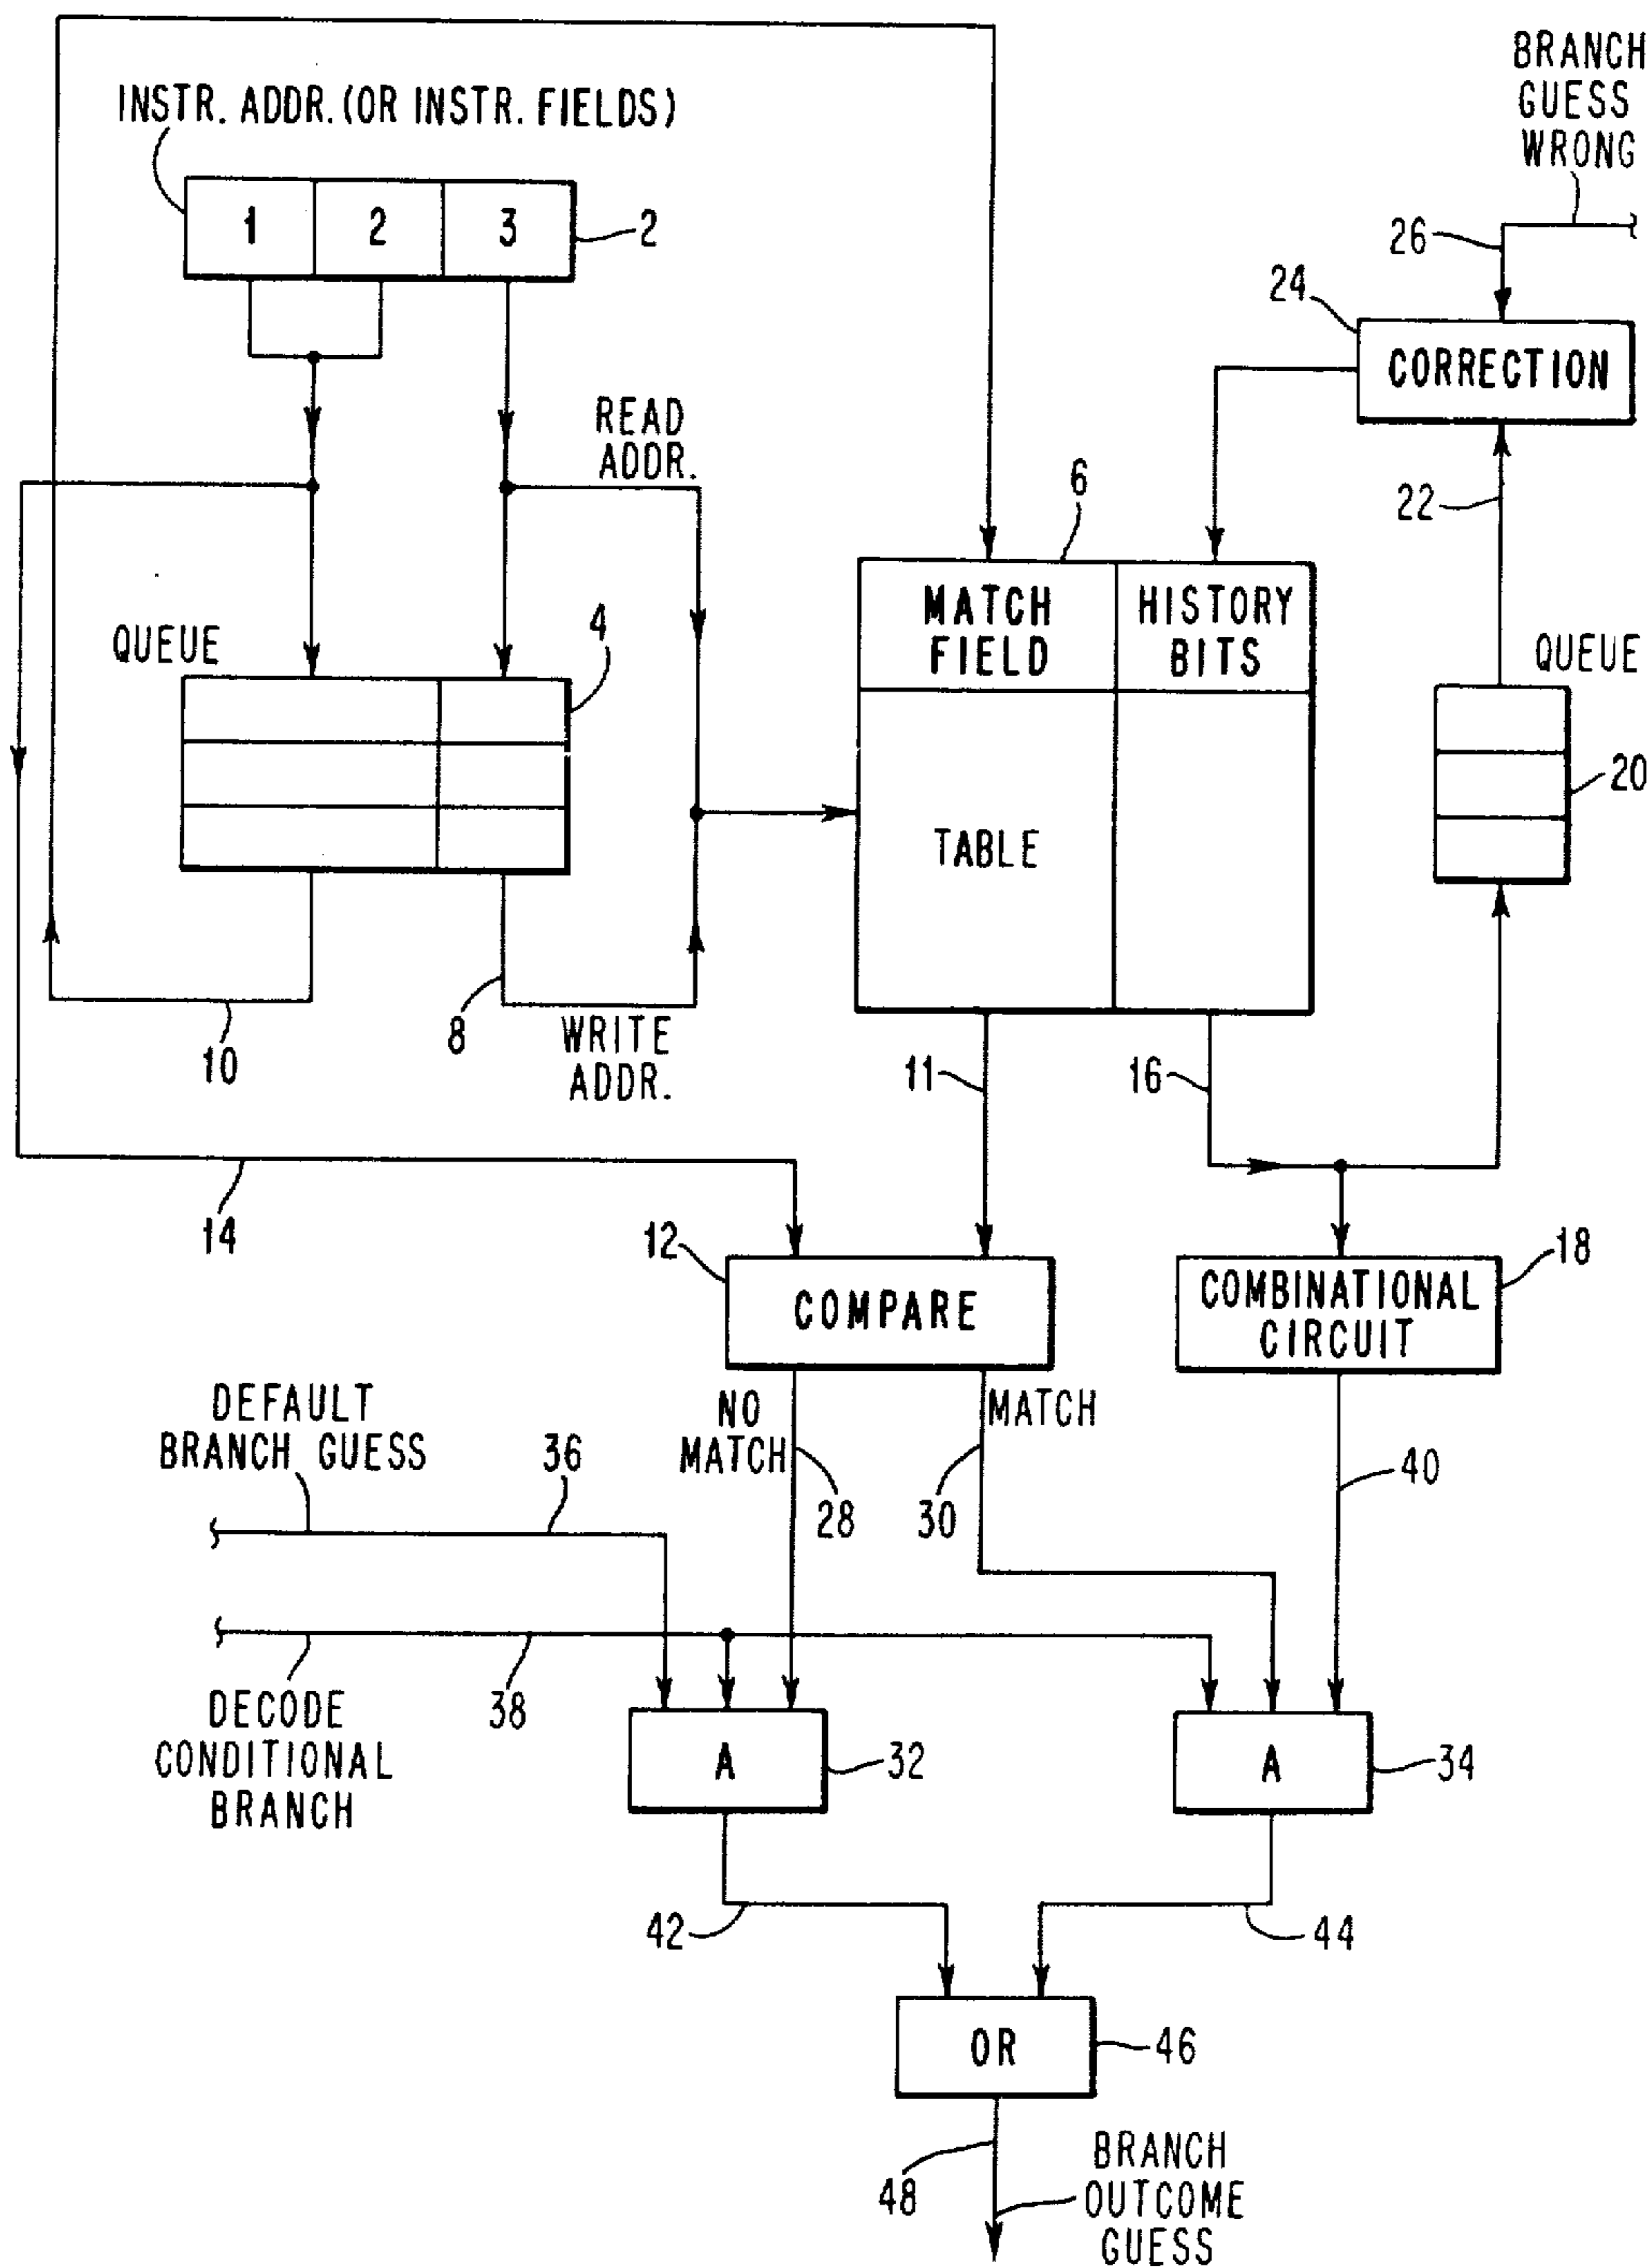 BRANCH
GUESS
WRONG
INSTR. ADDR. (OR INSTR. FIELDS)
1 2 3
2
26
24
CORRECTION
READ
ADDR.
6
22
MATCH
FIELD
HISTORY
BITS
QUEUE
4
QUEUE
20
TABLE
10
8
WRITE
ADDR.
11
16
14
12
COMPARE
18
COMBINATIONAL
CIRCUIT
DEFAULT
BRANCH GUESS
36
NO
MATCH
MATCH
28
30
40
DECODE
CONDITIONAL
BRANCH
38
A
32
A
34
42
44
OR
46
48
BRANCH
OUTCOME
GUESS